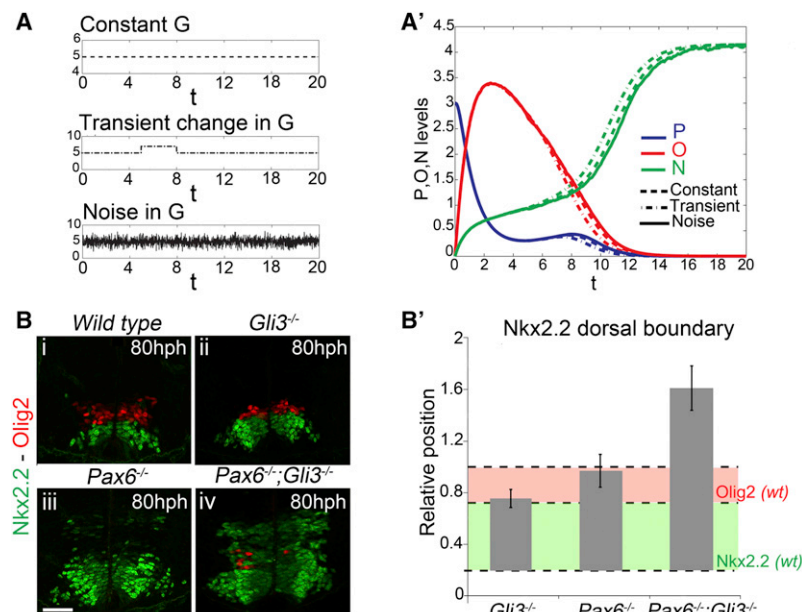 A
Constant G
6
5
4
0 4 8 12 16 20
t
Transient change in G
10
5
0
0 4 8 12 16 20
t
Noise in G
10
5
0
0 4 8 12 16 20
t
A'
P,O,N levels
4.5
4
3.5
3
2.5
2
1.5
1
0.5
0
0 2 4 6 8 10 12 14 16 18 20
t
P
O
N
Constant
Transient
Noise
B
Nkx2.2 - Olig2
Wild type
i 80hph
Gli3-/-
ii 80hph
Pax6-/-
iii 80hph
Pax6-/-;Gli3-/-
iv 80hph
B'
Nkx2.2 dorsal boundary
Relative position
2
1.6
1.2
0.8
0.4
0
Olig2 (wt)
Nkx2.2 (wt)
Gli3-/- Pax6-/- Pax6-/-;Gli3-/-